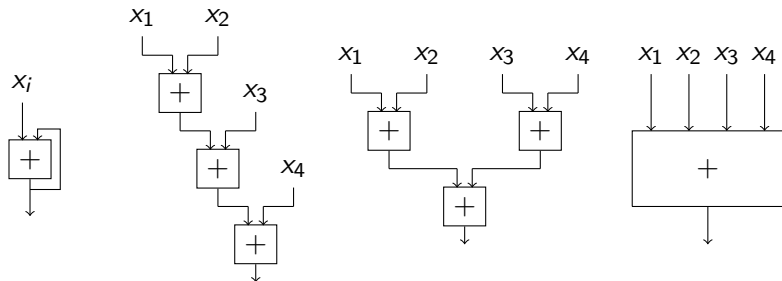 x_i
+
x_1 x_2
+
x_3
+
x_4
+
x_1 x_2 x_3 x_4
+ +
+
x_1 x_2 x_3 x_4
+